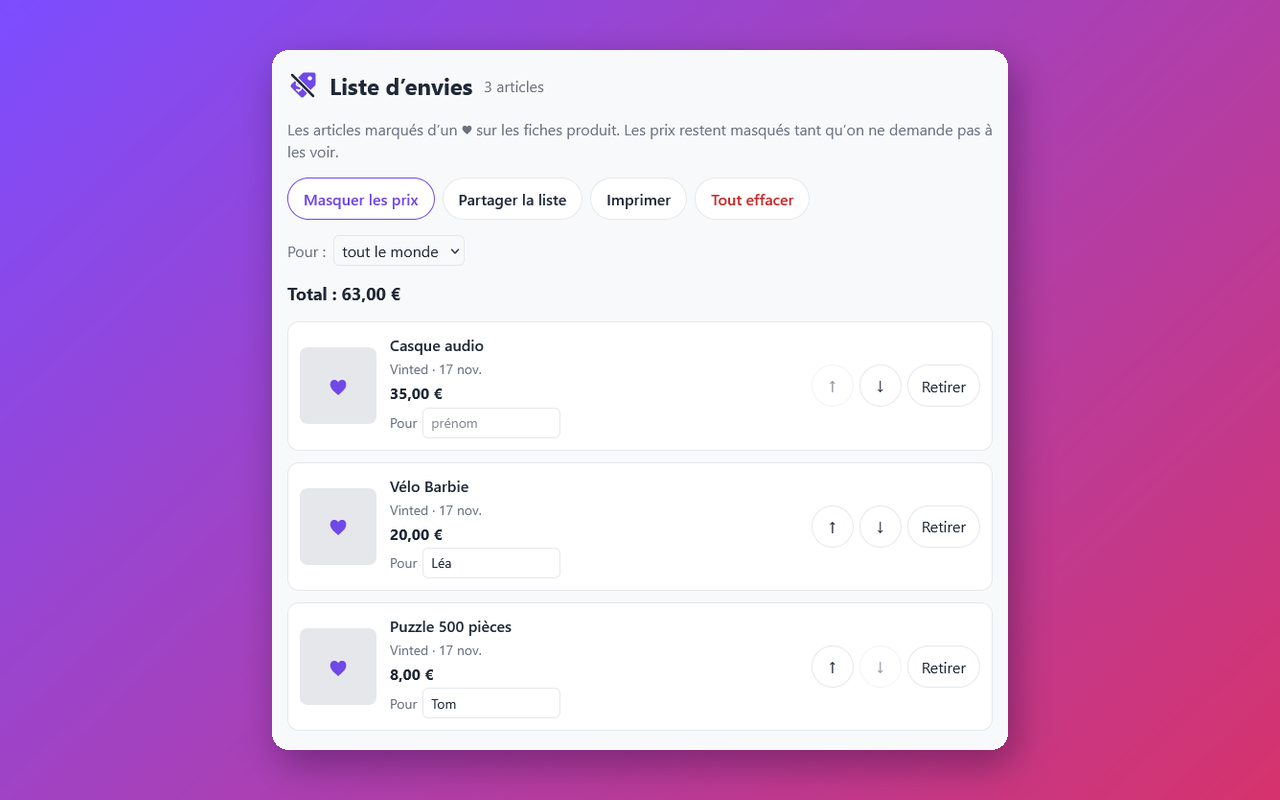 Liste d’envies 3 articles
Les articles marqués d’un ♥ sur les fiches produit. Les prix restent masqués tant qu’on ne demande pas à
les voir.
Masquer les prix Partager la liste Imprimer Tout effacer
Pour : tout le monde
Total : 63,00 €
Casque audio
Vinted · 17 nov.
35,00 €
Pour prénom
↑ ↓ Retirer
Vélo Barbie
Vinted · 17 nov.
20,00 €
Pour Léa
↑ ↓ Retirer
Puzzle 500 pièces
Vinted · 17 nov.
8,00 €
Pour Tom
↑ ↓ Retirer